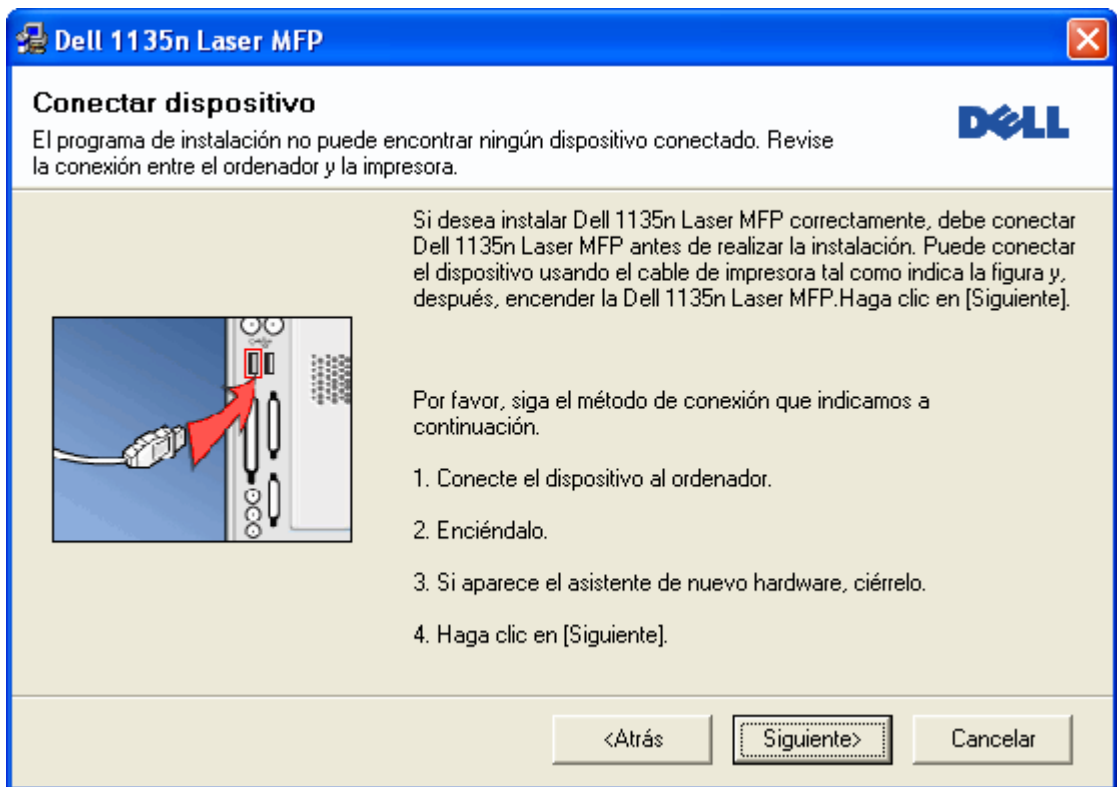 Dell 1135n Laser MFP
Conectar dispositivo
El programa de instalación no puede encontrar ningún dispositivo conectado. Revise
la conexión entre el ordenador y la impresora.
DELL
Si desea instalar Dell 1135n Laser MFP correctamente, debe conectar
Dell 1135n Laser MFP antes de realizar la instalación. Puede conectar
el dispositivo usando el cable de impresora tal como indica la figura y,
después, encender la Dell 1135n Laser MFP.Haga clic en [Siguiente].
Por favor, siga el método de conexión que indicamos a
continuación.
1. Conecte el dispositivo al ordenador.
2. Enciéndalo.
3. Si aparece el asistente de nuevo hardware, ciérrelo.
4. Haga clic en [Siguiente].
<Atrás
Siguiente>
Cancelar